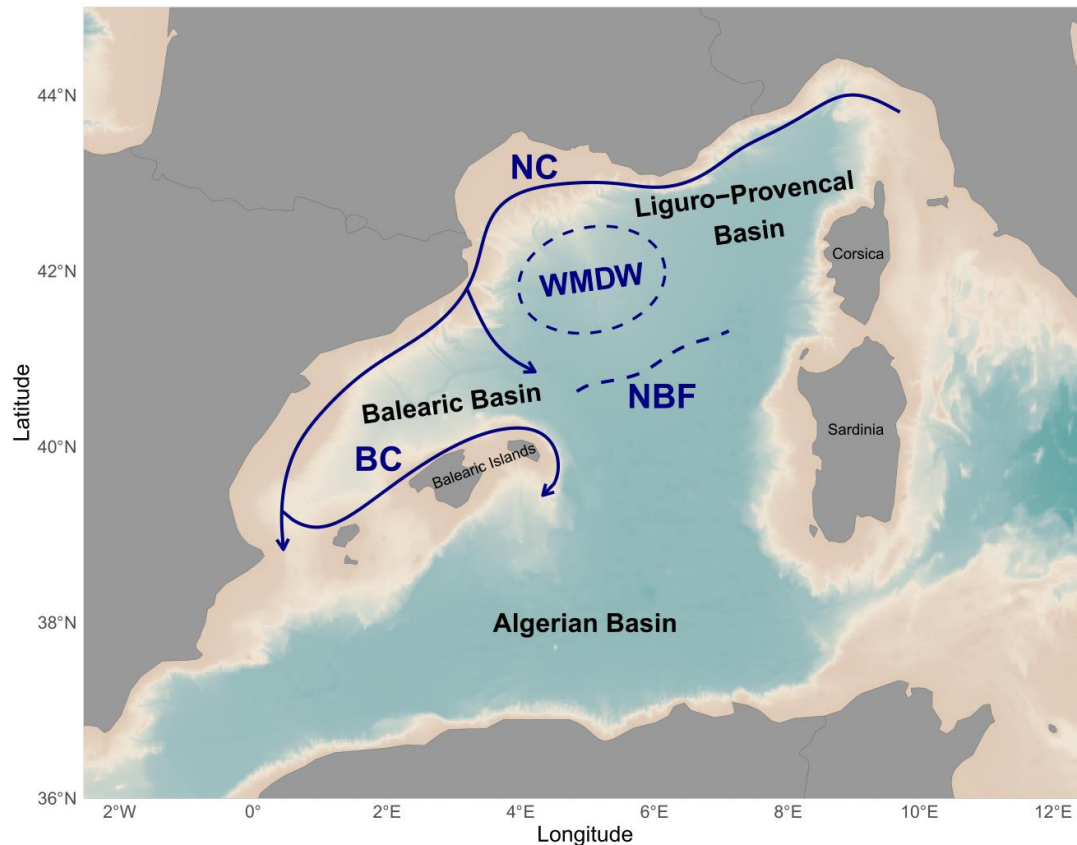 44°N
42°N
40°N
38°N
36°N
Latitude
NC
Liguro−Provencal
Basin
WMDW
Corsica
NBF
Balearic Basin
BC
Balearic Islands
Sardinia
Algerian Basin
2°W
0°
2°E
4°E
6°E
8°E
10°E
12°E
Longitude